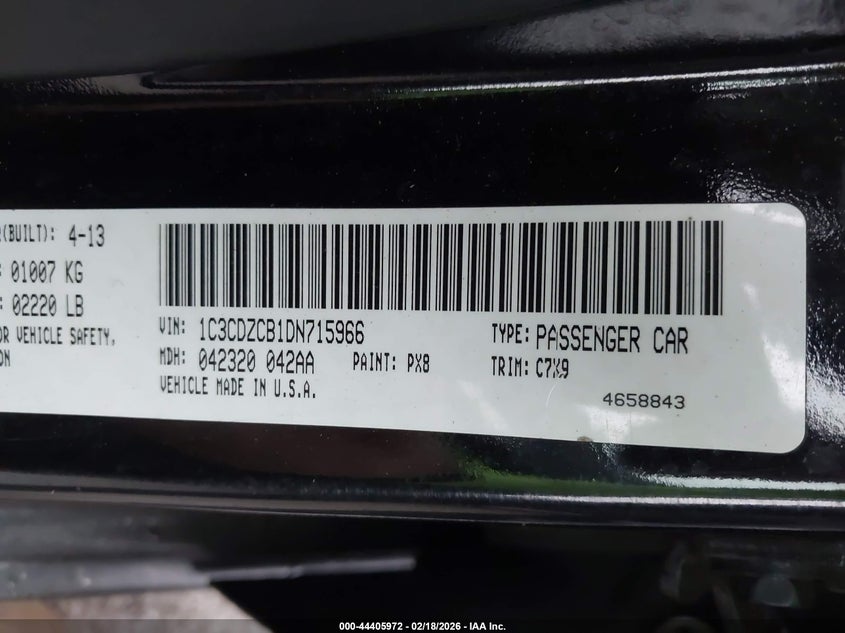 R(BUILT): 4-13
: 01007 KG
: 02220 LB
OR VEHICLE SAFETY,
ON
VIN: 1C3CDZCB1DN715966
TYPE: PASSENGER CAR
MDH: 042320 042AA PAINT: PX8 TRIM: C7X9
VEHICLE MADE IN U.S.A.
4658843
000-44405972 - 02/18/2026 - IAA Inc.